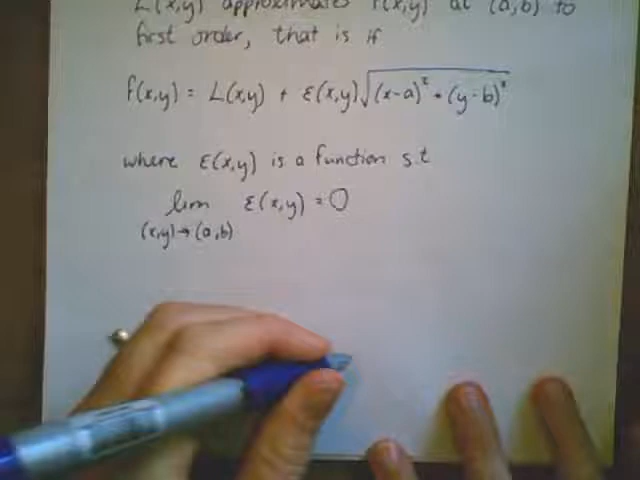 L(x,y) approximates f(x,y) at (a,b) to
first order, that is if
f(x,y) = L(x,y) + ε(x,y)√(x-a)² + (y-b)²
where ε(x,y) is a function s.t
lim ε(x,y) = 0
(x,y)→(a,b)